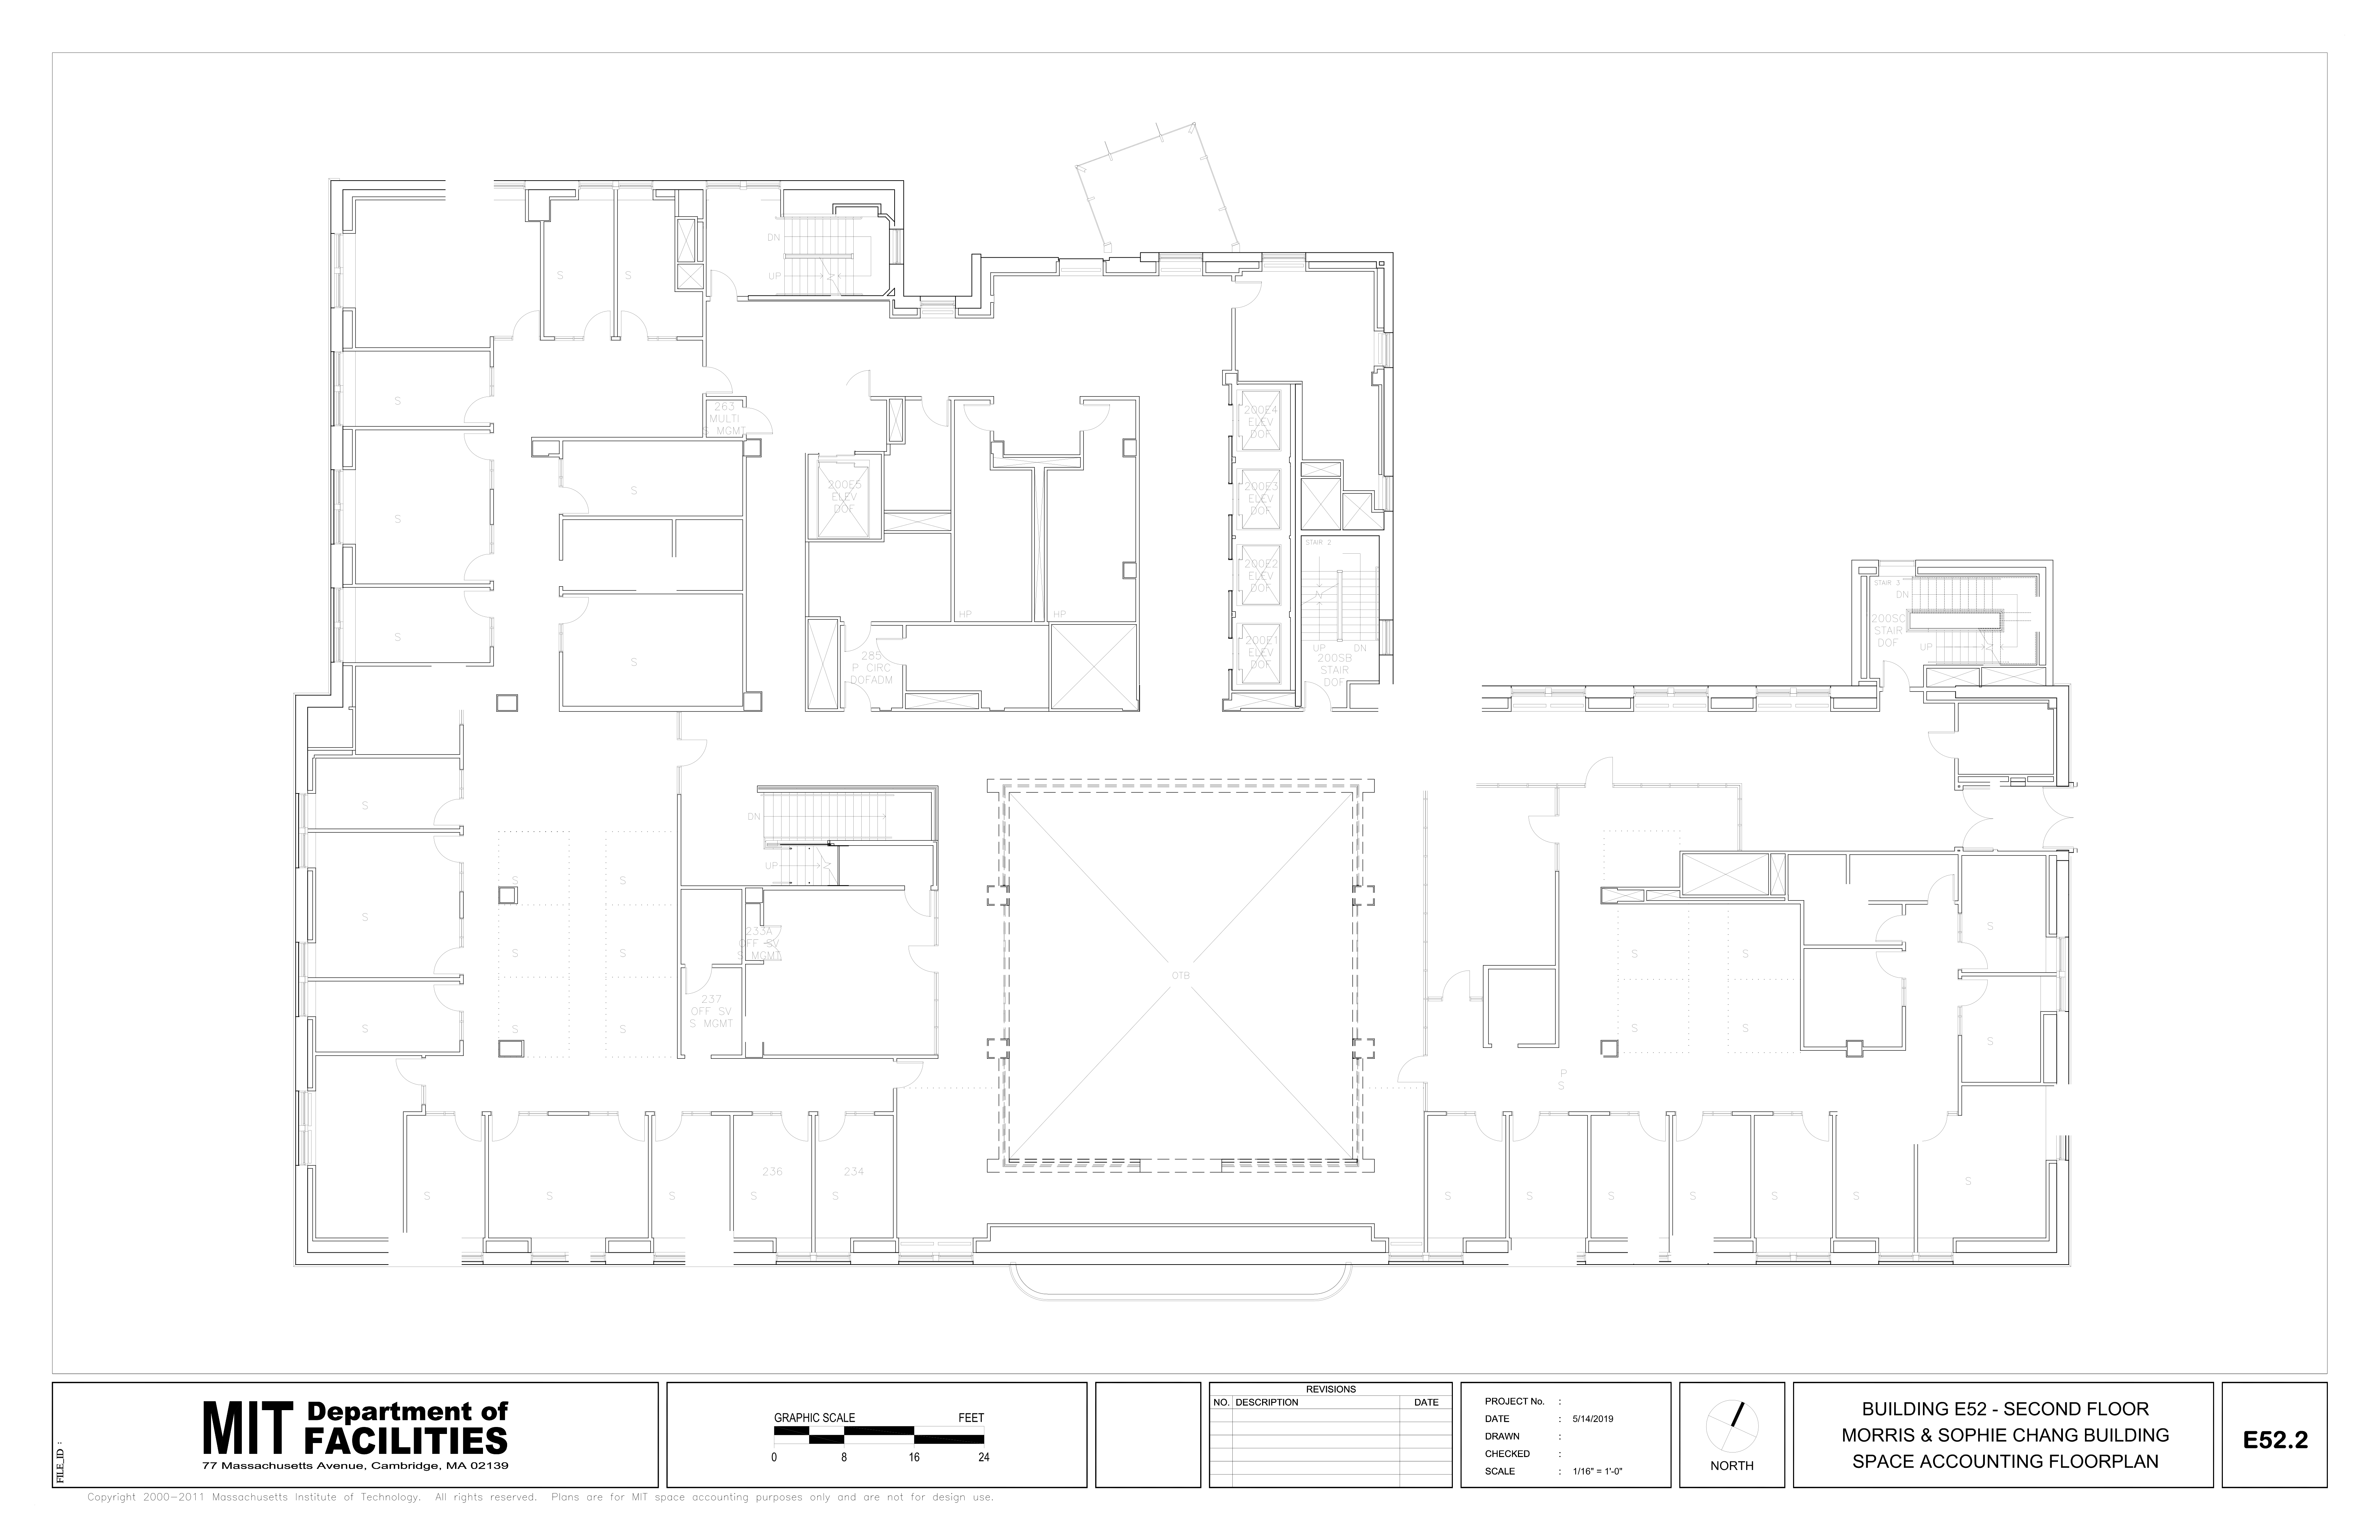 DN
UP
S
S
S
263
MULTI
S MGMT
S
S
S
S
200E5
ELEV
DOF
200E4
ELEV
DOF
200E3
ELEV
DOF
200E2
ELEV
DOF
200E1
ELEV
DOF
STAIR 2
UP
DN
200SB
STAIR
DOF
HP
HP
285
P CIRC
DOFADM
STAIR 3
DN
200SC
STAIR
DOF
UP
S
S
S
DN
UP
S
S
S
S
S
S
233A
OFF SV
S MGMT
237
OFF SV
S MGMT
OTB
S
S
S
S
S
S
P
S
236
234
S
S
S
S
S
S
S
S
S
S
S
S
MIT Department of
FACILITIES
77 Massachusetts Avenue, Cambridge, MA 02139
FILE_ID :
GRAPHIC SCALE FEET
0 8 16 24
REVISIONS
NO. DESCRIPTION DATE
PROJECT No. :
DATE : 5/14/2019
DRAWN :
CHECKED :
SCALE : 1/16" = 1'-0"
NORTH
BUILDING E52 - SECOND FLOOR
MORRIS & SOPHIE CHANG BUILDING
SPACE ACCOUNTING FLOORPLAN
E52.2
Copyright 2000-2011 Massachusetts Institute of Technology. All rights reserved. Plans are for MIT space accounting purposes only and are not for design use.